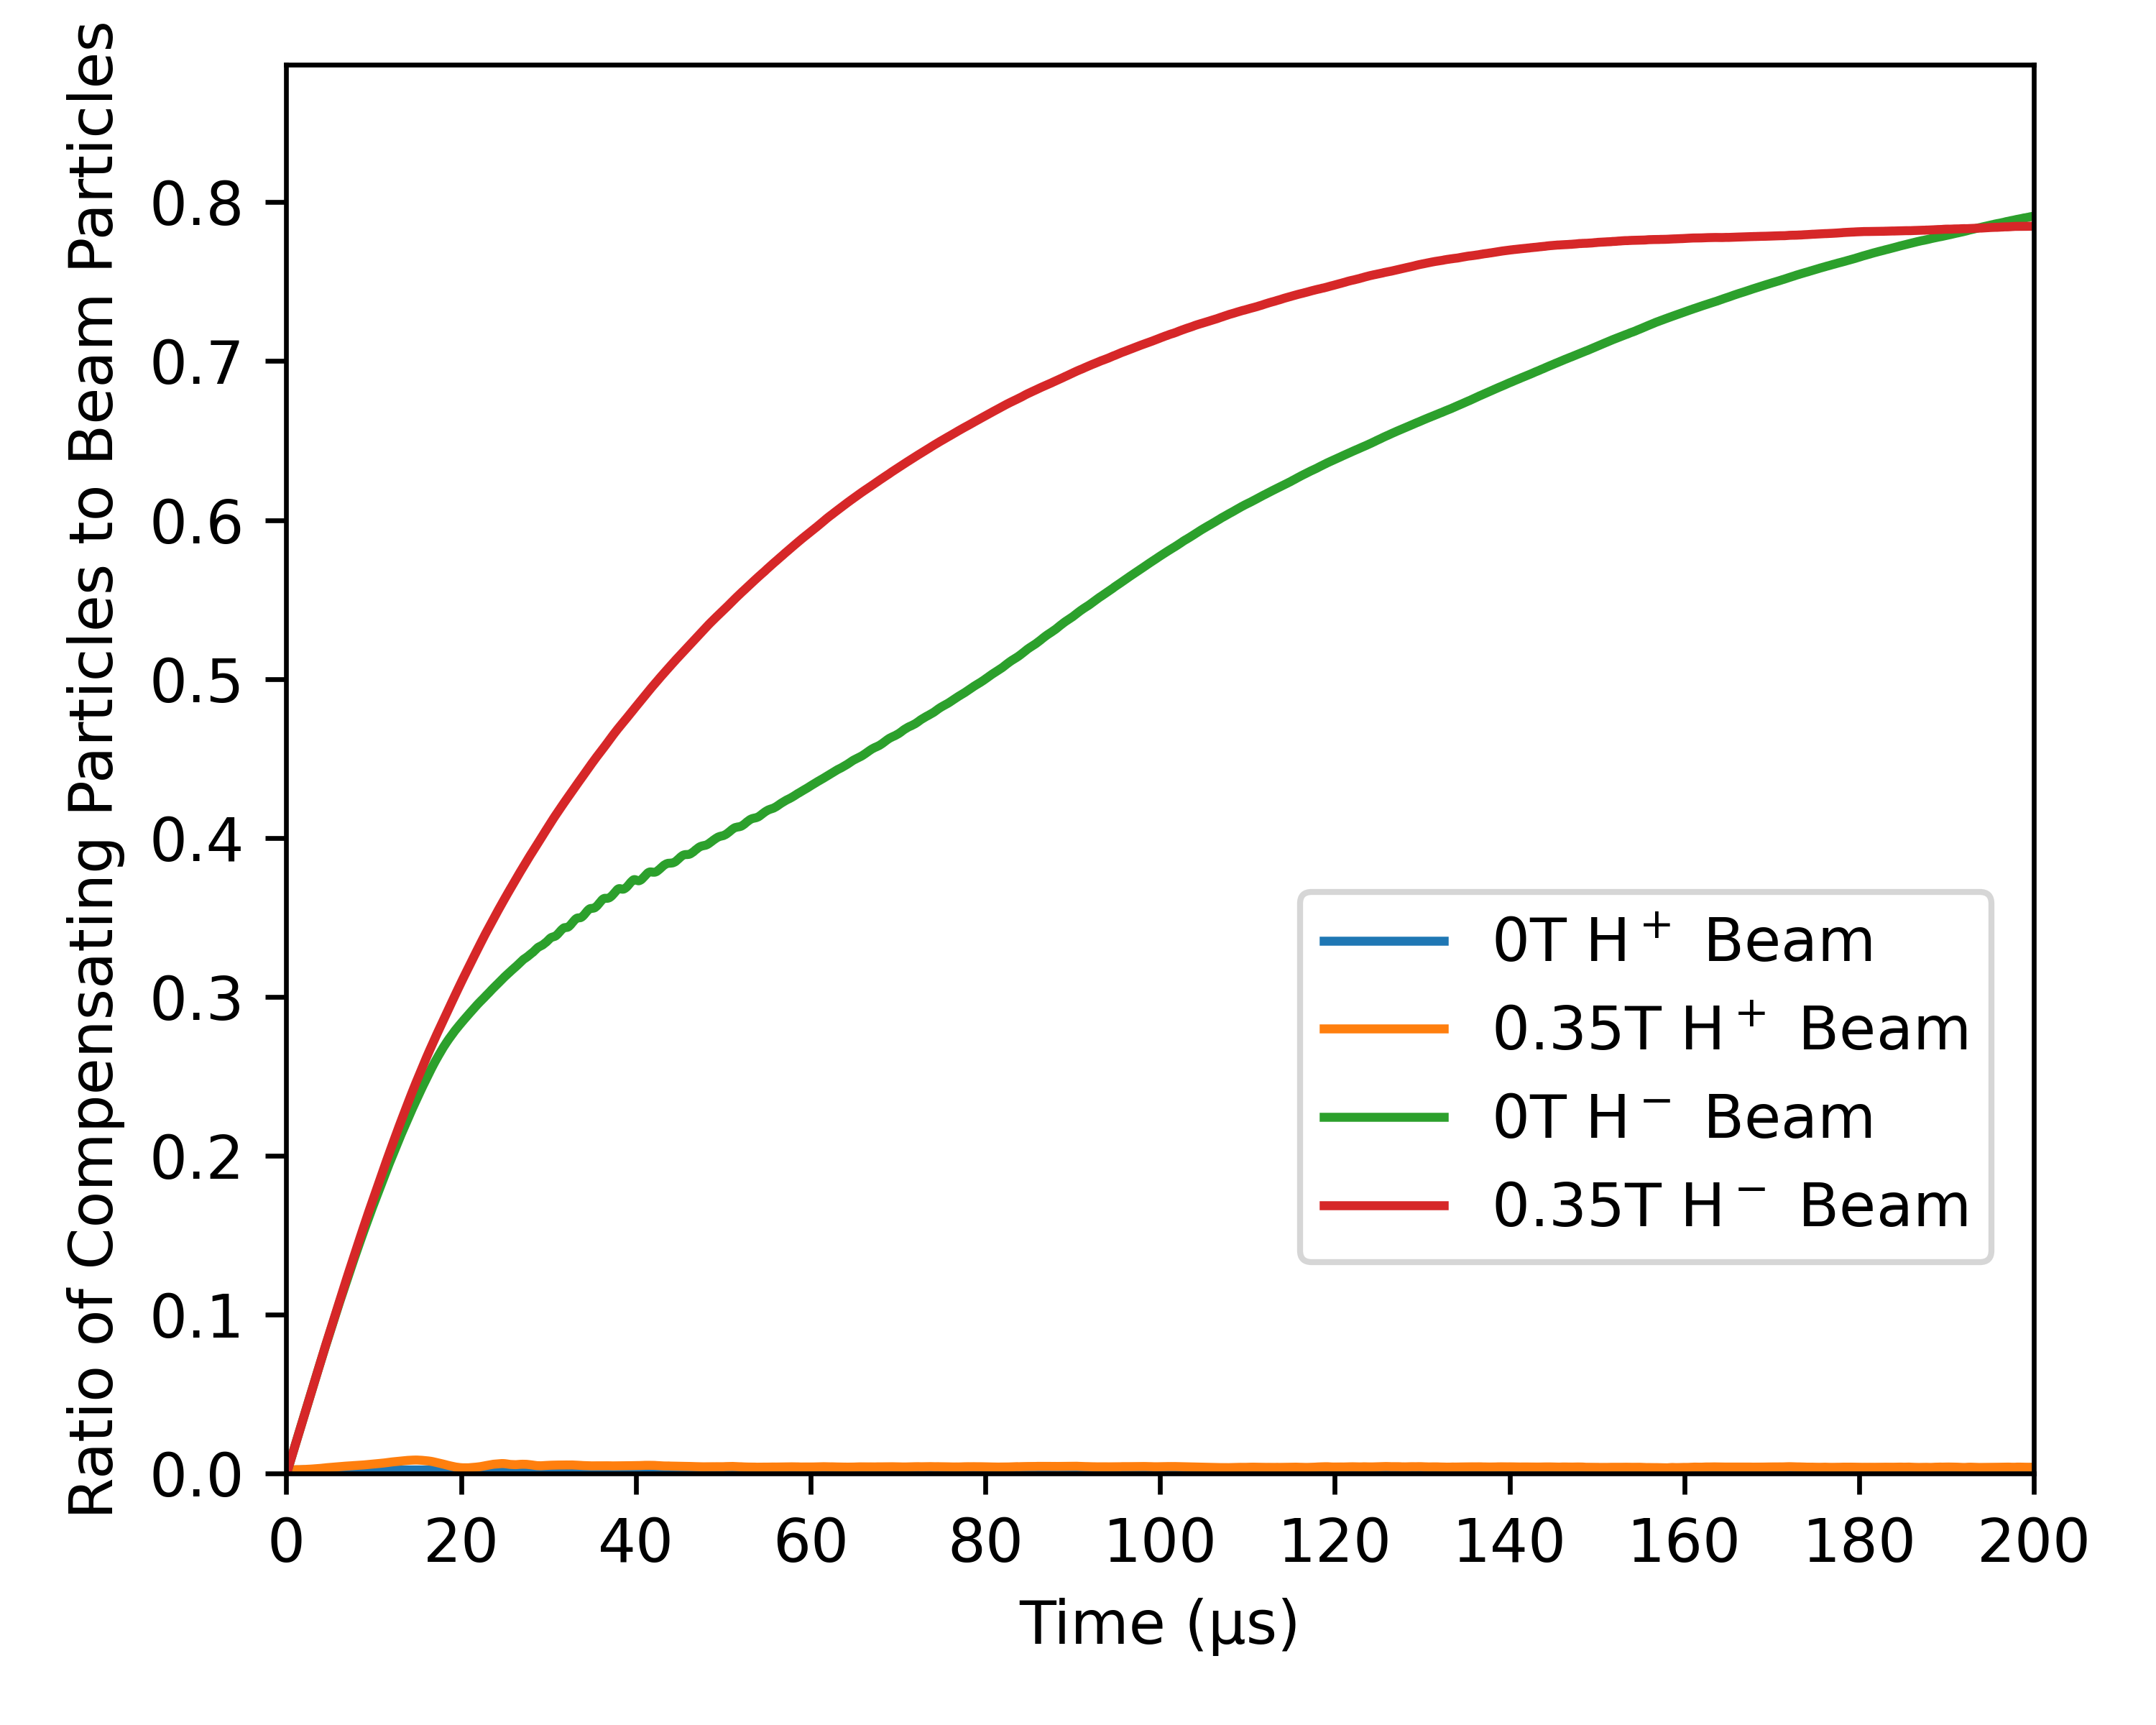 Ratio of Compensating Particles to Beam Particles
0.8
0.7
0.6
0.5
0.4
0.3
0.2
0.1
0.0
0 20 40 60 80 100 120 140 160 180 200
Time (µs)
0T H⁺ Beam
0.35T H⁺ Beam
0T H⁻ Beam
0.35T H⁻ Beam